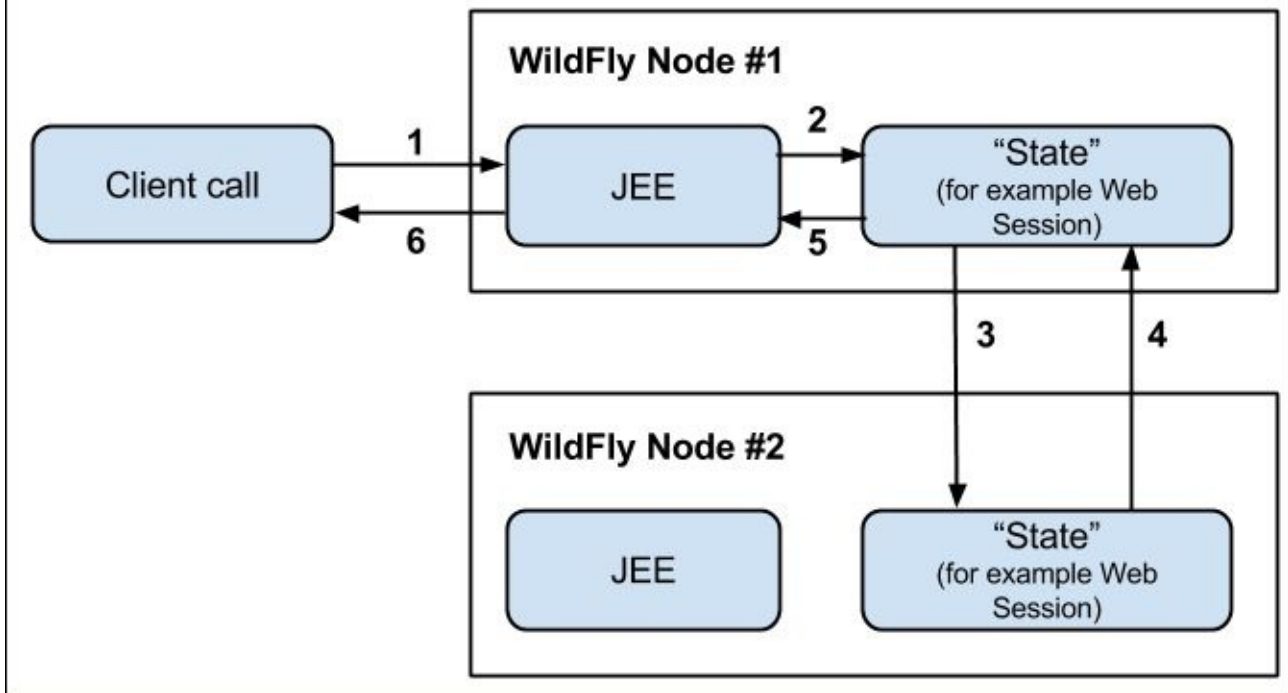 WildFly Node #1
1
2
Client call
JEE
“State”
(for example Web
Session)
6
5
3
4
WildFly Node #2
JEE
“State”
(for example Web
Session)